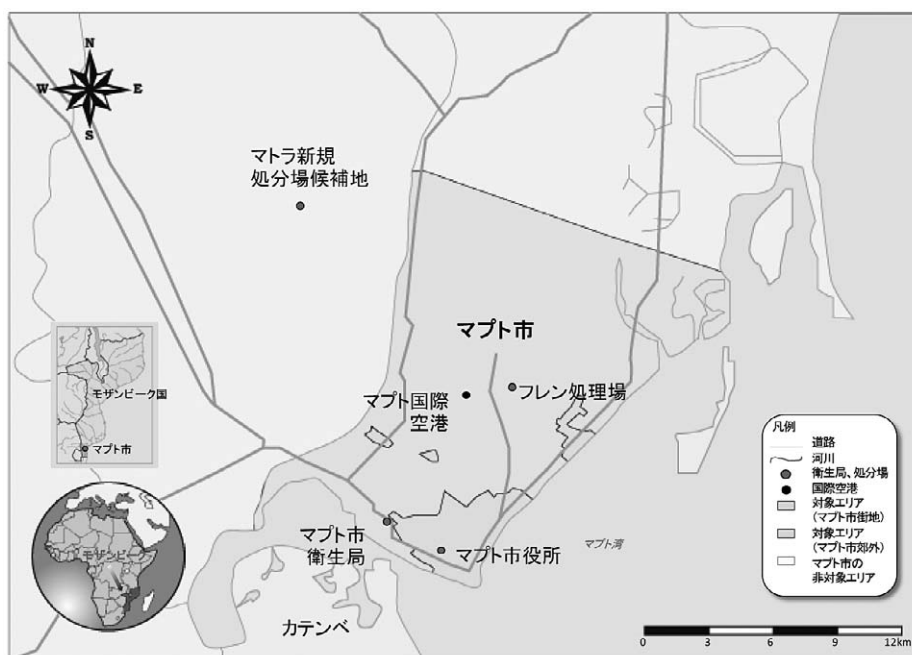 N
W
E
S
マトラ新規
処分場候補地
マプト市
マプト国際
空港
フレン処理場
モザンビーク国
マプト市
モザンビーク
マプト市
衛生局
マプト市役所
マプト湾
カテンベ
凡例
道路
河川
衛生局、処分場
国際空港
対象エリア
(マプト市街地)
対象エリア
(マプト市郊外)
マプト市の
非対象エリア
0 3 6 9 12km